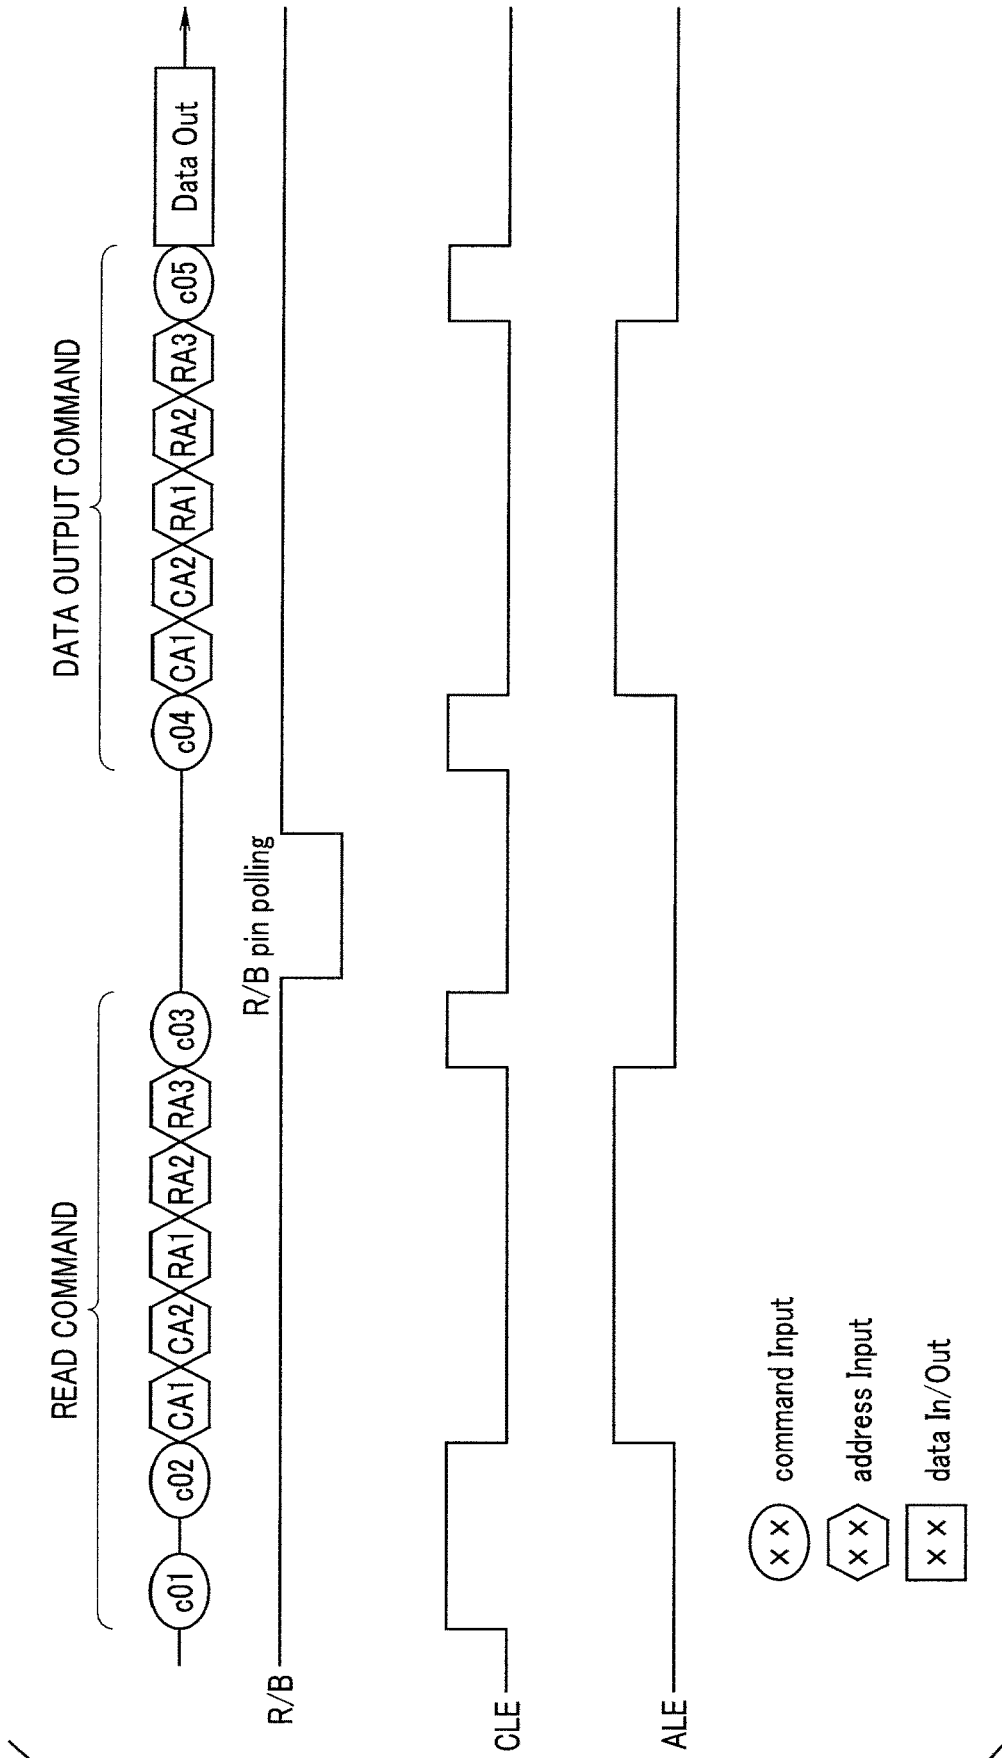 READ COMMAND
DATA OUTPUT COMMAND
c01 c02 CA1 CA2 RA1 RA2 RA3 c03 c04 CA1 CA2 RA1 RA2 RA3 c05 Data Out
R/B pin polling
R/B
CLE
ALE
x x command Input
x x address Input
x x data In/Out